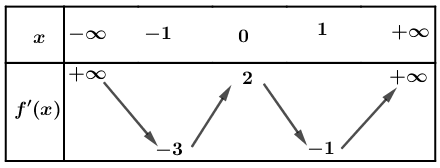 x −∞ −1 0 1 +∞
+∞ 2 +∞
f′(x)
−3 −1